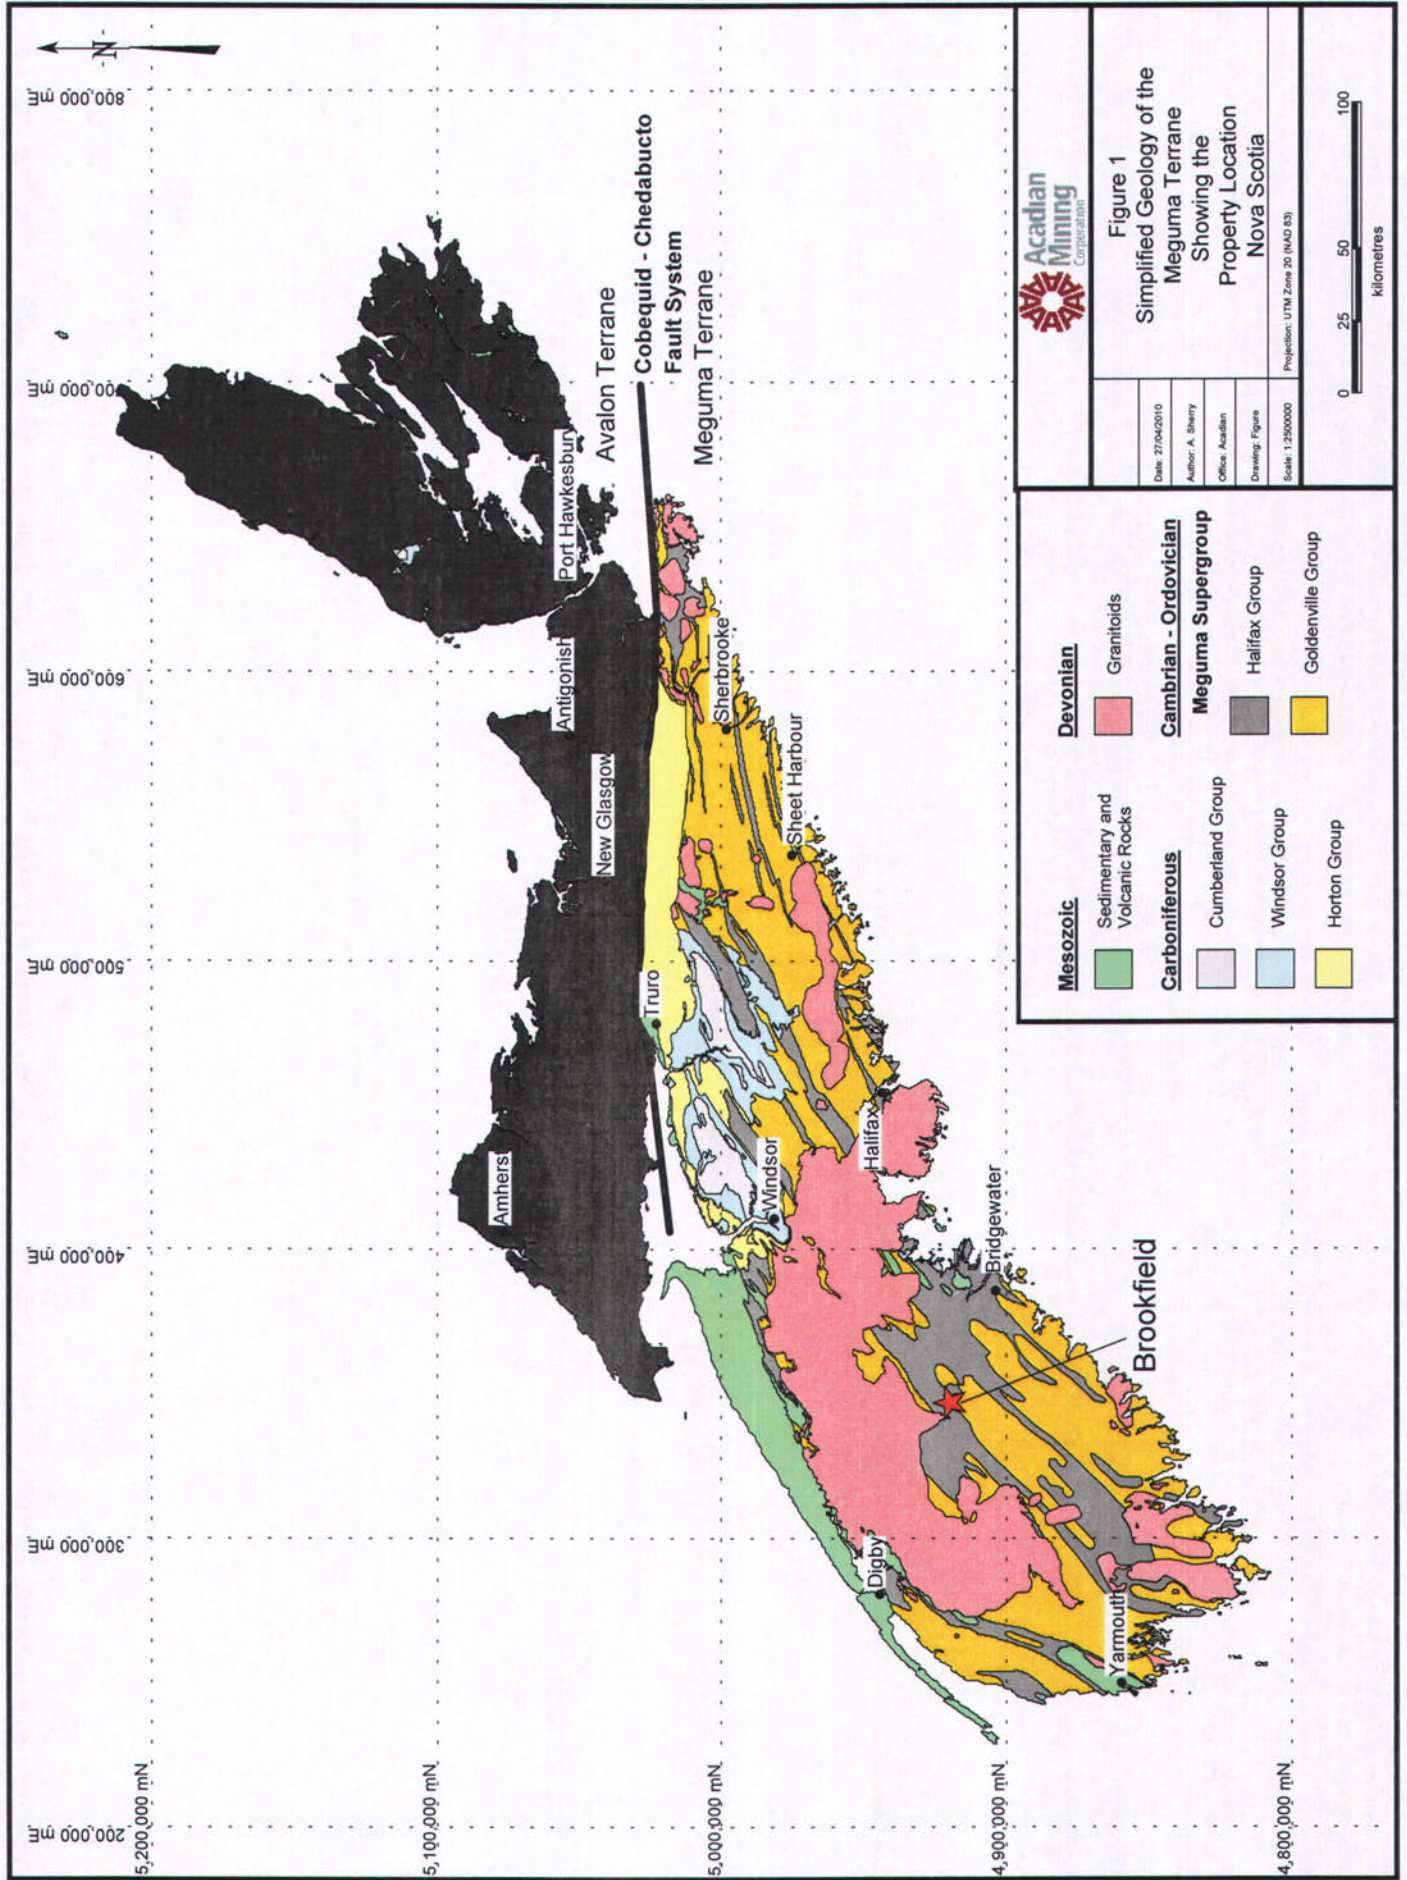 N
200,000 mE
300,000 mE
400,000 mE
500,000 mE
600,000 mE
800,000 mE
5,200,000 mN
5,100,000 mN
5,000,000 mN
4,900,000 mN
4,800,000 mN
Amherst
Truro
New Glasgow
Antigonish
Port Hawkesbury
Avalon Terrane
Cobequid - Chedabucto
Fault System
Meguma Terrane
Sherbrooke
Sheet Harbour
Windsor
Halifax
Bridgewater
Digby
Yarmouth
Brookfield
Mesozoic
Sedimentary and
Volcanic Rocks
Carboniferous
Cumberland Group
Windsor Group
Horton Group
Devonian
Granitoids
Cambrian - Ordovician
Meguma Supergroup
Halifax Group
Goldenville Group
Acadian
Mining
Corporation
Figure 1
Simplified Geology of the
Meguma Terrane
Showing the
Property Location
Nova Scotia
Date: 27/04/2010
Author: A. Sherry
Office: Acadian
Drawing: Figure
Scale: 1:2500000
Projection: UTM Zone 20 (NAD 83)
0 25 50 100
kilometres